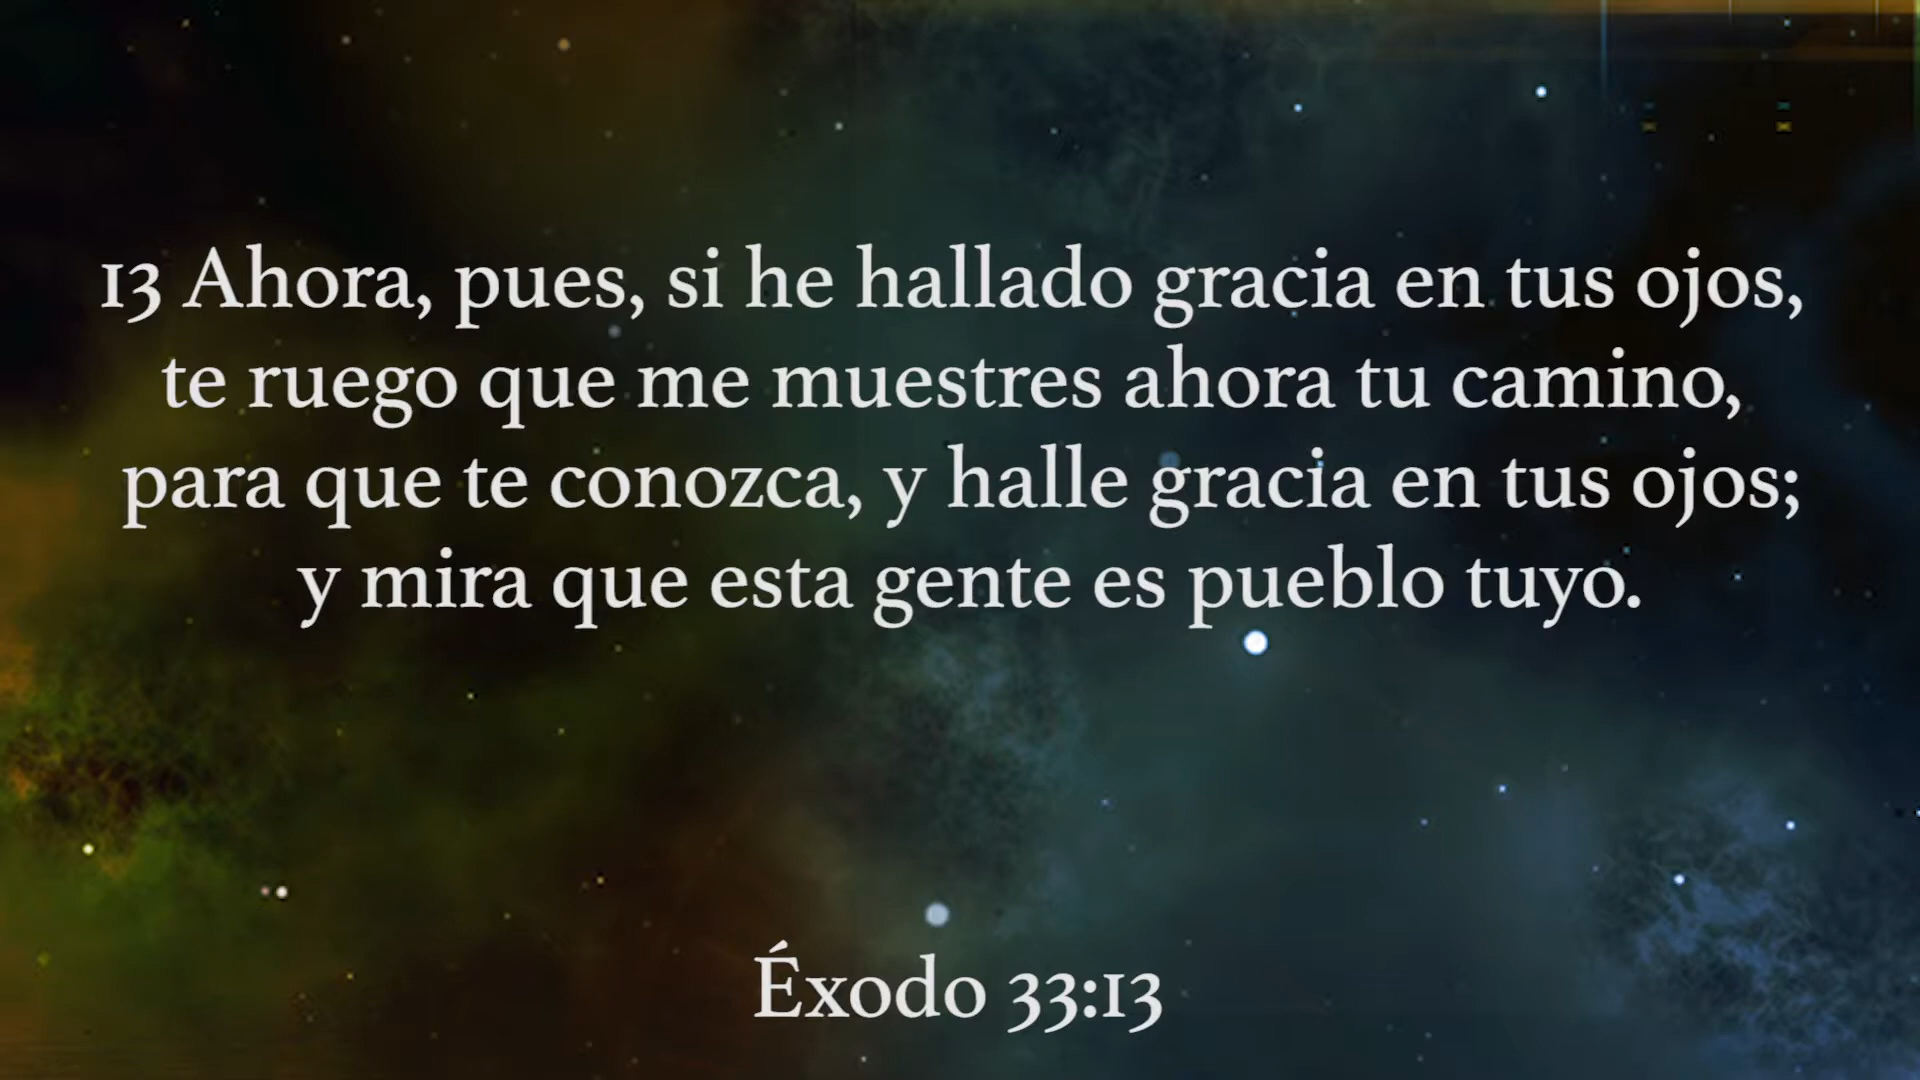 13 Ahora, pues, si he hallado gracia en tus ojos,
te ruego que me muestres ahora tu camino,
para que te conozca, y halle gracia en tus ojos;
y mira que esta gente es pueblo tuyo.
Éxodo 33:13